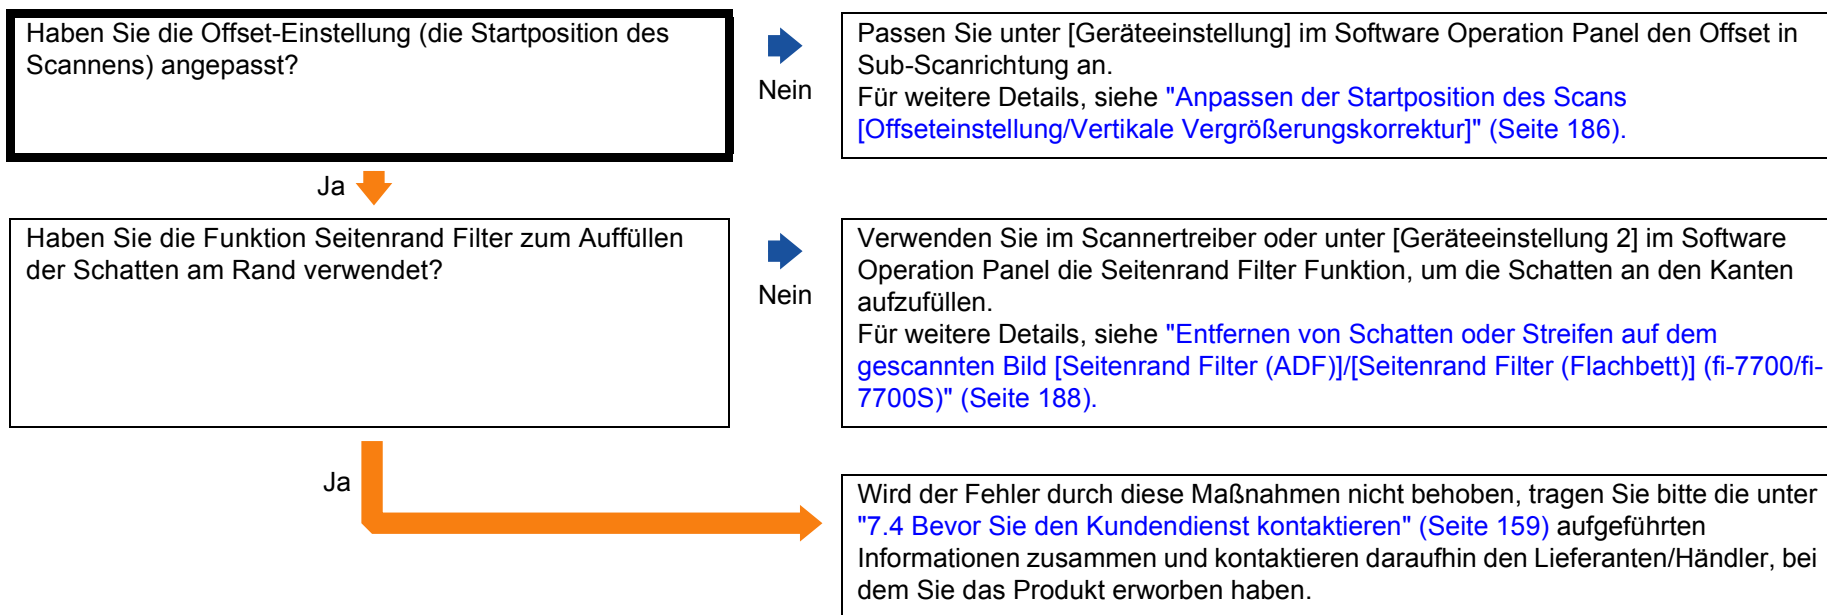 Haben Sie die Offset-Einstellung (die Startposition des
Scannens) angepasst?
Nein
Passen Sie unter [Geräteeinstellung] im Software Operation Panel den Offset in
Sub-Scanrichtung an.
Für weitere Details, siehe "Anpassen der Startposition des Scans
[Offseteinstellung/Vertikale Vergrößerungskorrektur]" (Seite 186).
Ja
Haben Sie die Funktion Seitenrand Filter zum Auffüllen
der Schatten am Rand verwendet?
Nein
Verwenden Sie im Scannertreiber oder unter [Geräteeinstellung 2] im Software
Operation Panel die Seitenrand Filter Funktion, um die Schatten an den Kanten
aufzufüllen.
Für weitere Details, siehe "Entfernen von Schatten oder Streifen auf dem
gescannten Bild [Seitenrand Filter (ADF)]/[Seitenrand Filter (Flachbett)] (fi-7700/fi-
7700S)" (Seite 188).
Ja
Wird der Fehler durch diese Maßnahmen nicht behoben, tragen Sie bitte die unter
"7.4 Bevor Sie den Kundendienst kontaktieren" (Seite 159) aufgeführten
Informationen zusammen und kontaktieren daraufhin den Lieferanten/Händler, bei
dem Sie das Produkt erworben haben.